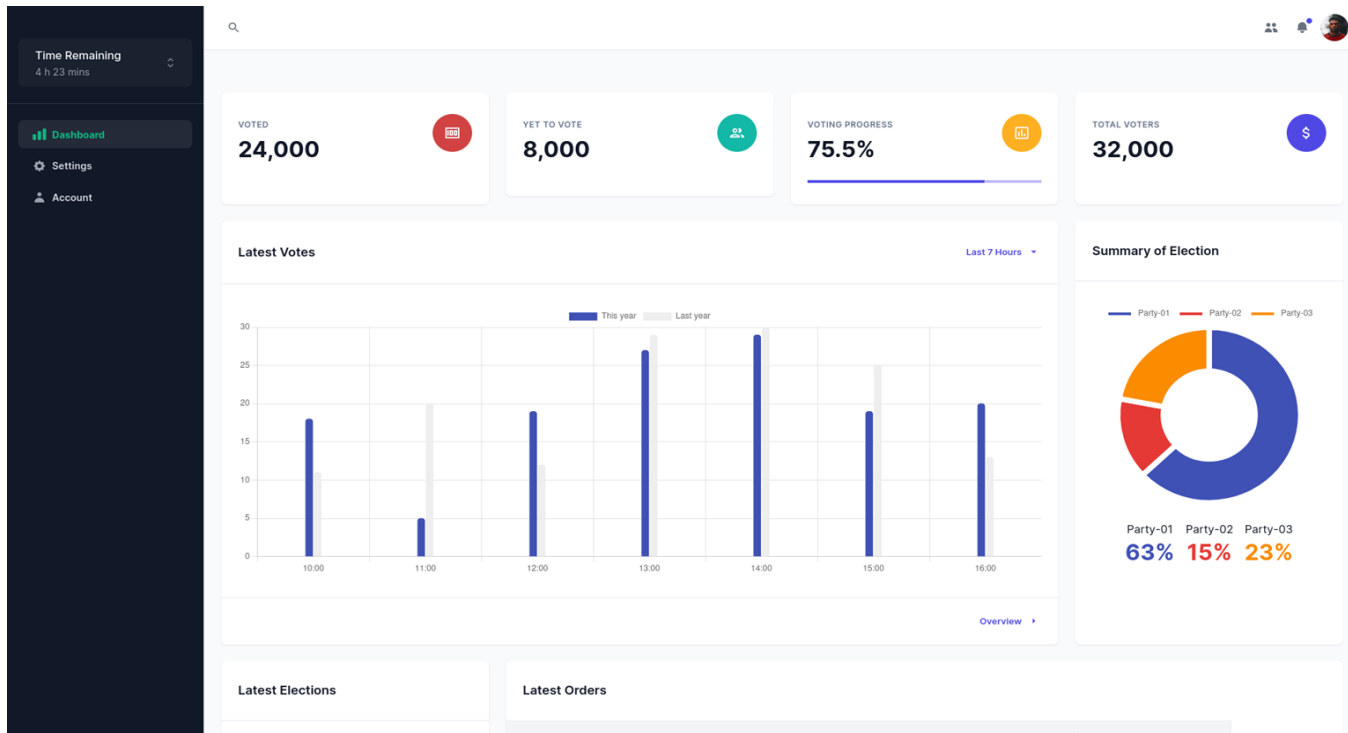 Time Remaining
4 h 23 mins
Dashboard
Settings
Account
VOTED
24,000
YET TO VOTE
8,000
VOTING PROGRESS
75.5%
TOTAL VOTERS
32,000
$
Latest Votes
Last 7 Hours
This year Last year
30
25
20
15
10
5
0
10:00 11:00 12:00 13:00 14:00 15:00 16:00
Overview
Summary of Election
Party-01 Party-02 Party-03
Party-01 Party-02 Party-03
63% 15% 23%
Latest Elections
Latest Orders